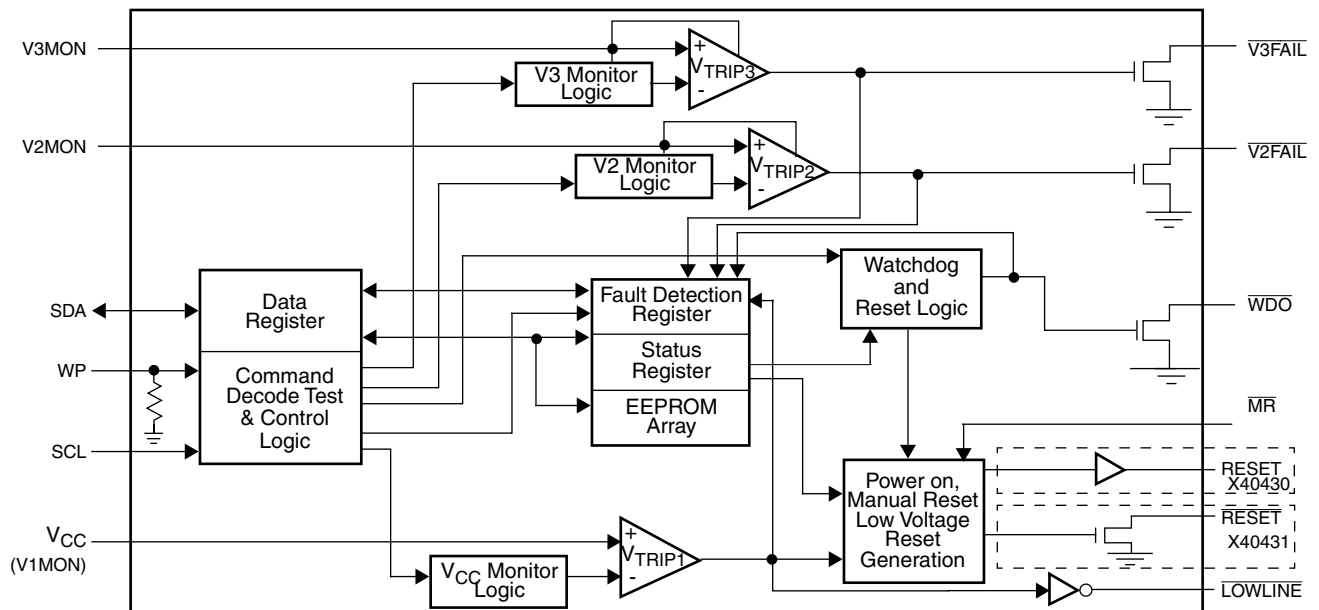 V3MON
V3 Monitor
Logic
+
VTRIP3
-
V3FAIL
V2MON
V2 Monitor
Logic
+
VTRIP2
-
V2FAIL
SDA
WP
SCL
Data
Register
Command
Decode Test
& Control
Logic
Fault Detection
Register
Status
Register
EEPROM
Array
Watchdog
and
Reset Logic
WDO
MR
Power on,
Manual Reset
Low Voltage
Reset
Generation
RESET
X40430
RESET
X40431
VCC
(V1MON)
VCC Monitor
Logic
+
VTRIP1
-
LOWLINE